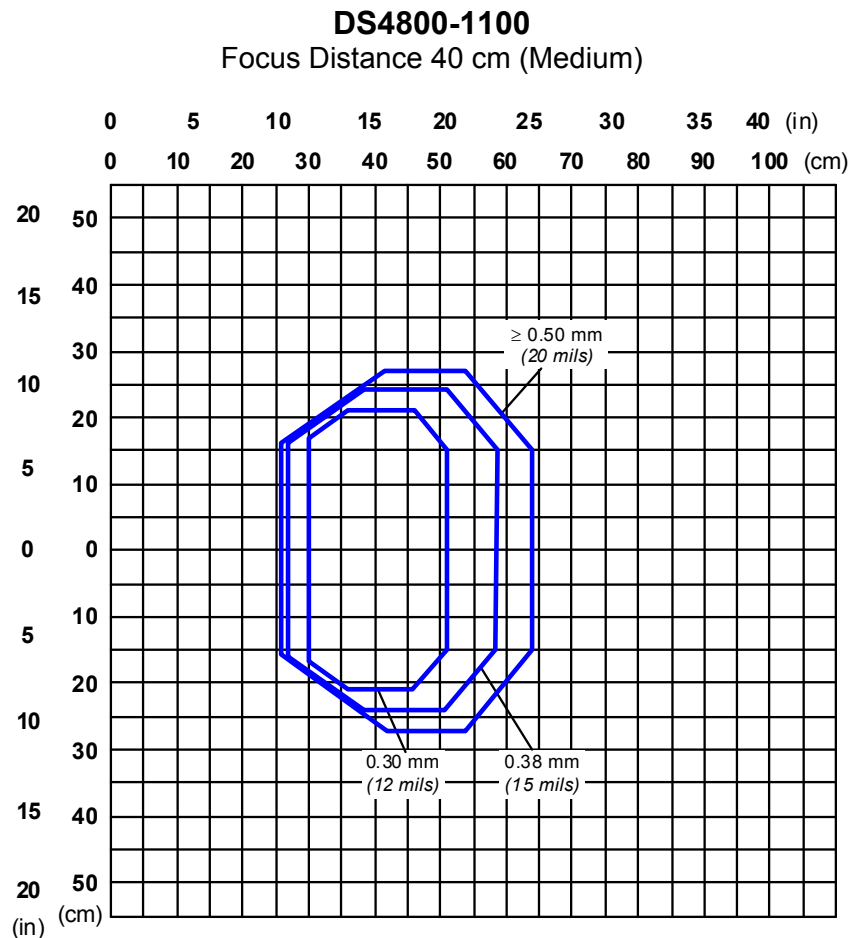 DS4800-1100
Focus Distance 40 cm (Medium)
0 5 10 15 20 25 30 35 40 (in)
0 10 20 30 40 50 60 70 80 90 100 (cm)
20 50
15 40
30
≥ 0.50 mm
(20 mils)
10
20
5
10
0 0
10
5
20
10
30
0.30 mm 0.38 mm
(12 mils) (15 mils)
15 40
20 50
(in) (cm)